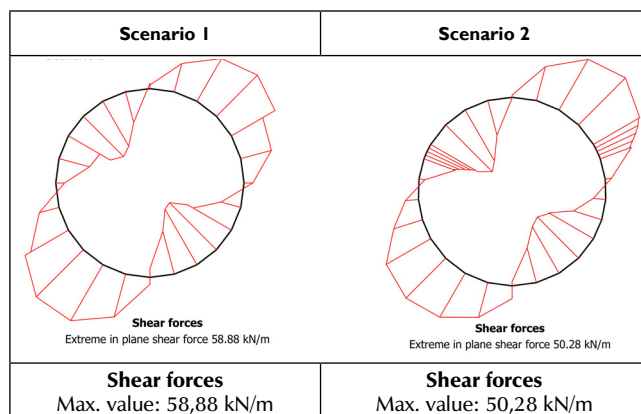 Scenario 1
Scenario 2
Shear forces
Extreme in plane shear force 58.88 kN/m
Shear forces
Extreme in plane shear force 50.28 kN/m
Shear forces
Max. value: 58,88 kN/m
Shear forces
Max. value: 50,28 kN/m